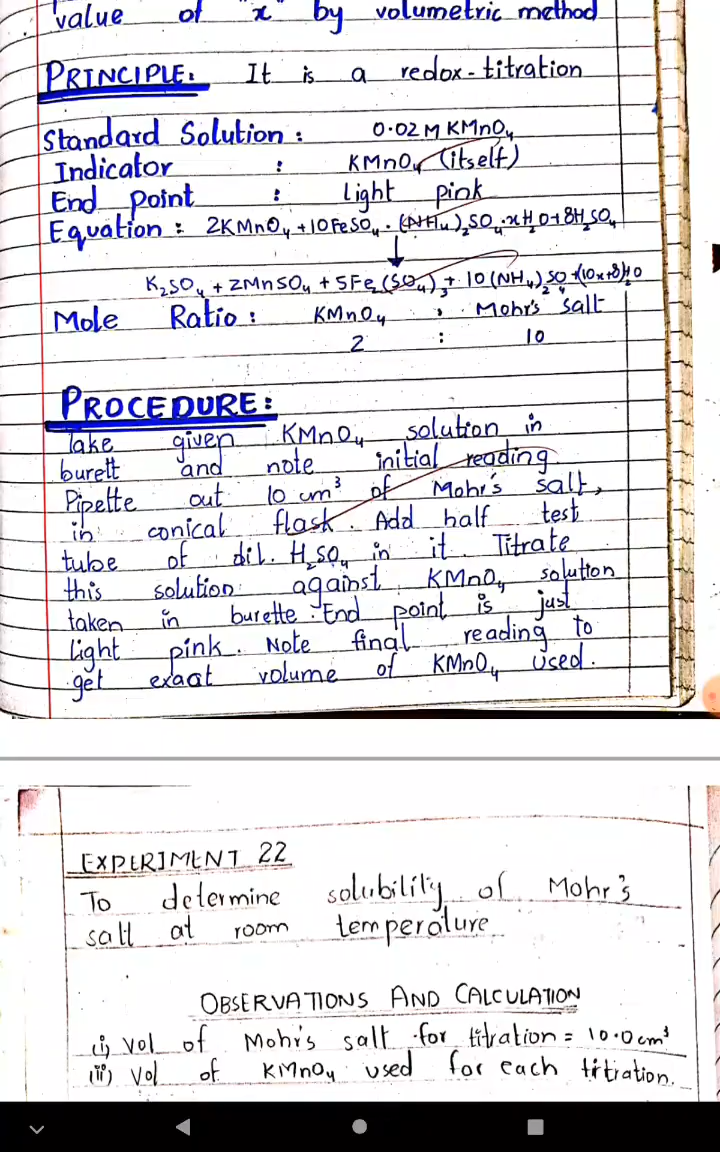 value of "x" by volumetric method
PRINCIPLE: It is a redox-titration
Standard Solution : 0.02 M KMnO₄
Indicator : KMnO₄ (itself)
End Point : Light pink
Equation : 2KMnO₄ + 10FeSO₄ · (NH₄)₂SO₄·xH₂O + 8H₂SO₄
↓
K₂SO₄ + 2MnSO₄ + 5Fe₂(SO₄)₃ + 10(NH₄)₂SO₄ + (10x+8)H₂O
Mole Ratio : KMnO₄ : Mohr's salt
2 : 10
PROCEDURE:
Take given KMnO₄ solution in
burett and note initial reading
Pipette out 10 cm³ of Mohr's salt,
in conical flask. Add half test
tube of dil. H₂SO₄ in it. Titrate
this solution against KMnO₄ solution
taken in burette. End point is just
Light pink. Note final reading to
get exaat volume of KMnO₄ used.
EXPERIMENT 22
To determine solubility of Mohr's
salt at room temperature
OBSERVATIONS AND CALCULATION
(i) vol of Mohr's salt for titration = 10.0 cm³
(ii) Vol of KMnO₄ used for each titration.